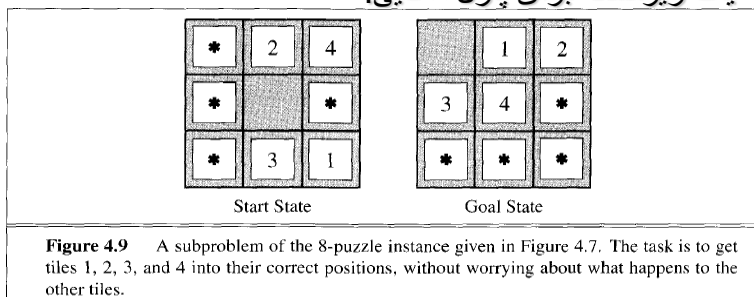 * 2 4 1 2
* * 3 4 *
* 3 1 * * *
Start State Goal State
Figure 4.9 A subproblem of the 8-puzzle instance given in Figure 4.7. The task is to get
tiles 1, 2, 3, and 4 into their correct positions, without worrying about what happens to the
other tiles.